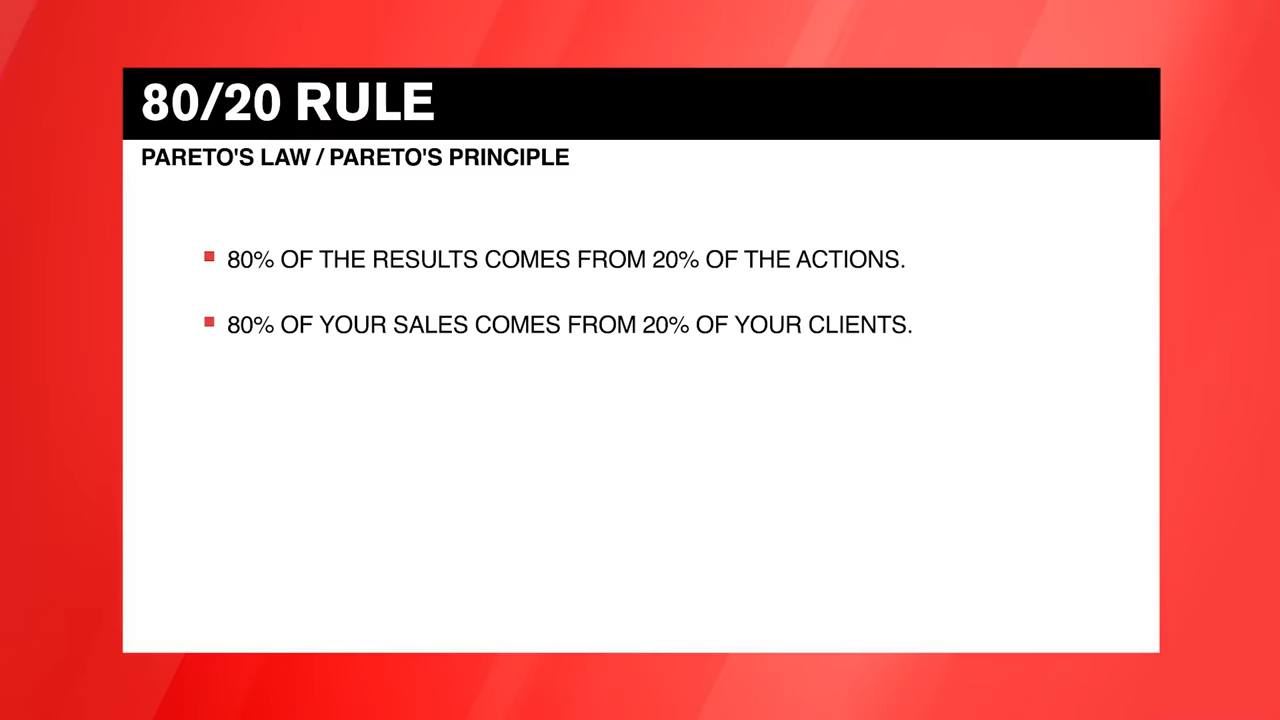 80/20 RULE
PARETO'S LAW / PARETO'S PRINCIPLE
80% OF THE RESULTS COMES FROM 20% OF THE ACTIONS.
80% OF YOUR SALES COMES FROM 20% OF YOUR CLIENTS.